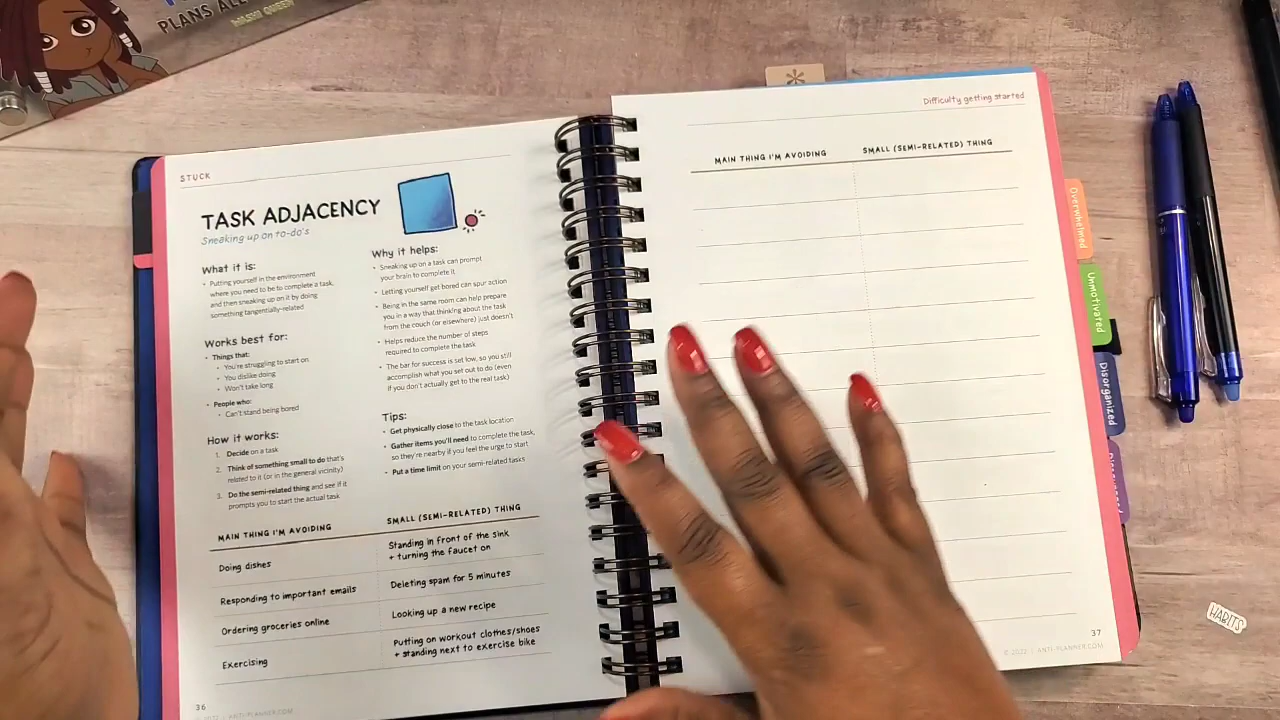 PLANS ALL
WASHI QUEEN
STUCK
TASK ADJACENCY
Sneaking up on to-do's
What it is:
• Putting yourself in the environment
where you need to be to complete a task,
and then sneaking up on it by doing
something tangentially-related
Works best for:
• Things that:
• You're struggling to start on
• You dislike doing
• Won't take long
• People who:
• Can't stand being bored
How it works:
1. Decide on a task
2. Think of something small to do that's
related to it (or in the general vicinity)
3. Do the semi-related thing and see if it
prompts you to start the actual task
Why it helps:
• Sneaking up on a task can prompt
your brain to complete it
• Letting yourself get bored can spur action
• Being in the same room can help prepare
you in a way that thinking about the task
from the couch (or elsewhere) just doesn't
• Helps reduce the number of steps
required to complete the task
• The bar for success is set low, so you still
accomplish what you set out to do (even
if you don't actually get to the real task)
Tips:
• Get physically close to the task location
• Gather items you'll need to complete the task,
so they're nearby if you feel the urge to start
• Put a time limit on your semi-related tasks
MAIN THING I'M AVOIDING
SMALL (SEMI-RELATED) THING
Doing dishes
Standing in front of the sink
+ turning the faucet on
Responding to important emails
Deleting spam for 5 minutes
Ordering groceries online
Looking up a new recipe
Exercising
Putting on workout clothes/shoes
+ standing next to exercise bike
36
© 2022 | ANTI-PLANNER.COM
Difficulty getting started
MAIN THING I'M AVOIDING
SMALL (SEMI-RELATED) THING
37
© 2022 | ANTI-PLANNER.COM
Overwhelmed
Unmotivated
Disorganized
HABITS